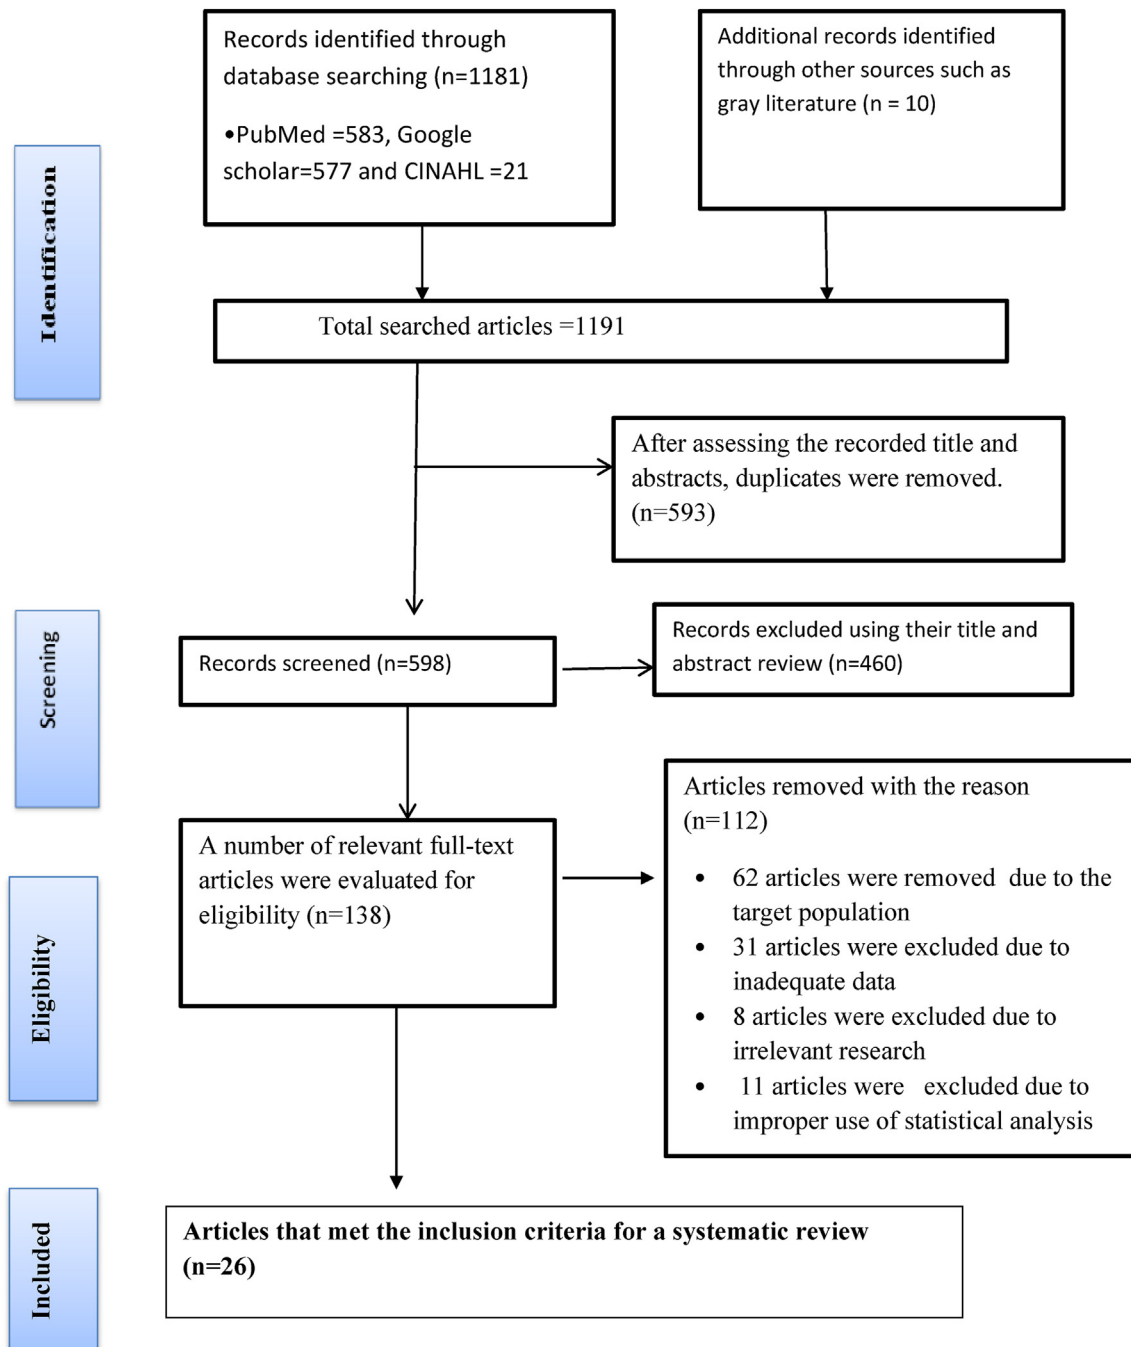 Records identified through
database searching (n=1181)
•PubMed =583, Google
scholar=577 and CINAHL =21
Additional records identified
through other sources such as
gray literature (n = 10)
Identification
Total searched articles =1191
After assessing the recorded title and
abstracts, duplicates were removed.
(n=593)
Screening
Records screened (n=598)
Records excluded using their title and
abstract review (n=460)
Eligibility
A number of relevant full-text
articles were evaluated for
eligibility (n=138)
Articles removed with the reason
(n=112)
• 62 articles were removed due to the
target population
• 31 articles were excluded due to
inadequate data
• 8 articles were excluded due to
irrelevant research
• 11 articles were excluded due to
improper use of statistical analysis
Included
Articles that met the inclusion criteria for a systematic review
(n=26)